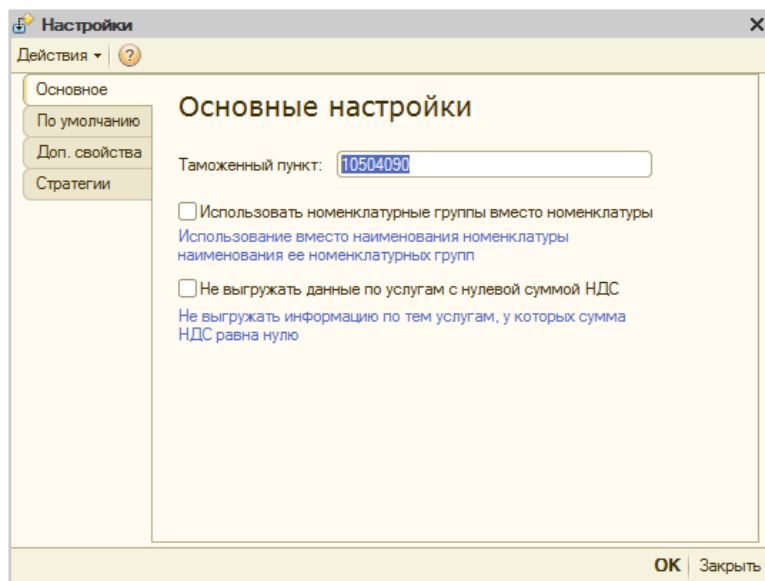 Настройки
Действия
Основное
По умолчанию
Доп. свойства
Стратегии
Основные настройки
Таможенный пункт: 10504090
Использовать номенклатурные группы вместо номенклатуры
Использование вместо наименования номенклатуры
наименования ее номенклатурных групп
Не выгружать данные по услугам с нулевой суммой НДС
Не выгружать информацию по тем услугам, у которых сумма
НДС равна нулю
ОК Закрыть